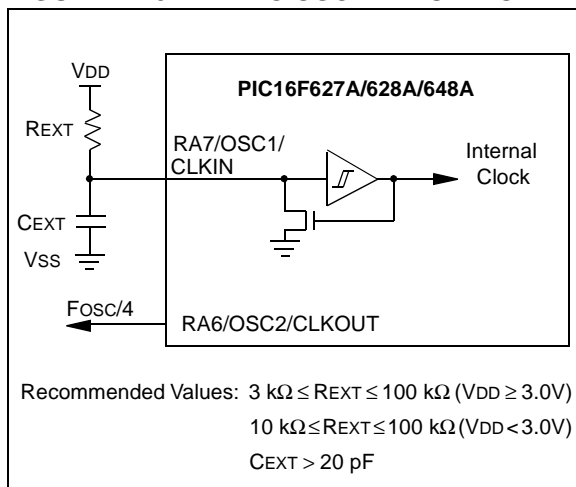 PIC16F627A/628A/648A
VDD
REXT
RA7/OSC1/
CLKIN
Internal
Clock
CEXT
VSS
FOSC/4
RA6/OSC2/CLKOUT
Recommended Values: 3 kΩ ≤ REXT ≤ 100 kΩ (VDD ≥ 3.0V)
10 kΩ ≤ REXT ≤ 100 kΩ (VDD < 3.0V)
CEXT > 20 pF